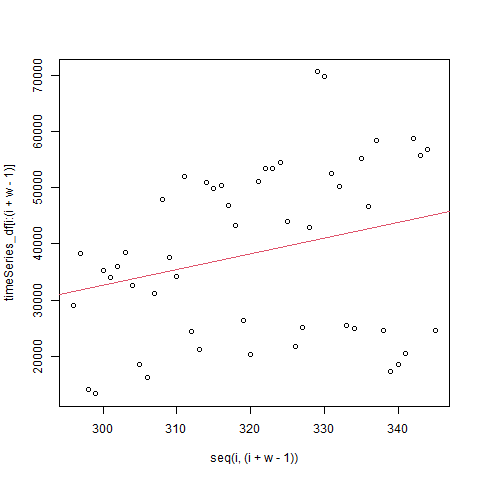 70000
60000
50000
40000
30000
20000
timeSeries_df[i:(i + w - 1)]
300 310 320 330 340
seq(i, (i + w - 1))